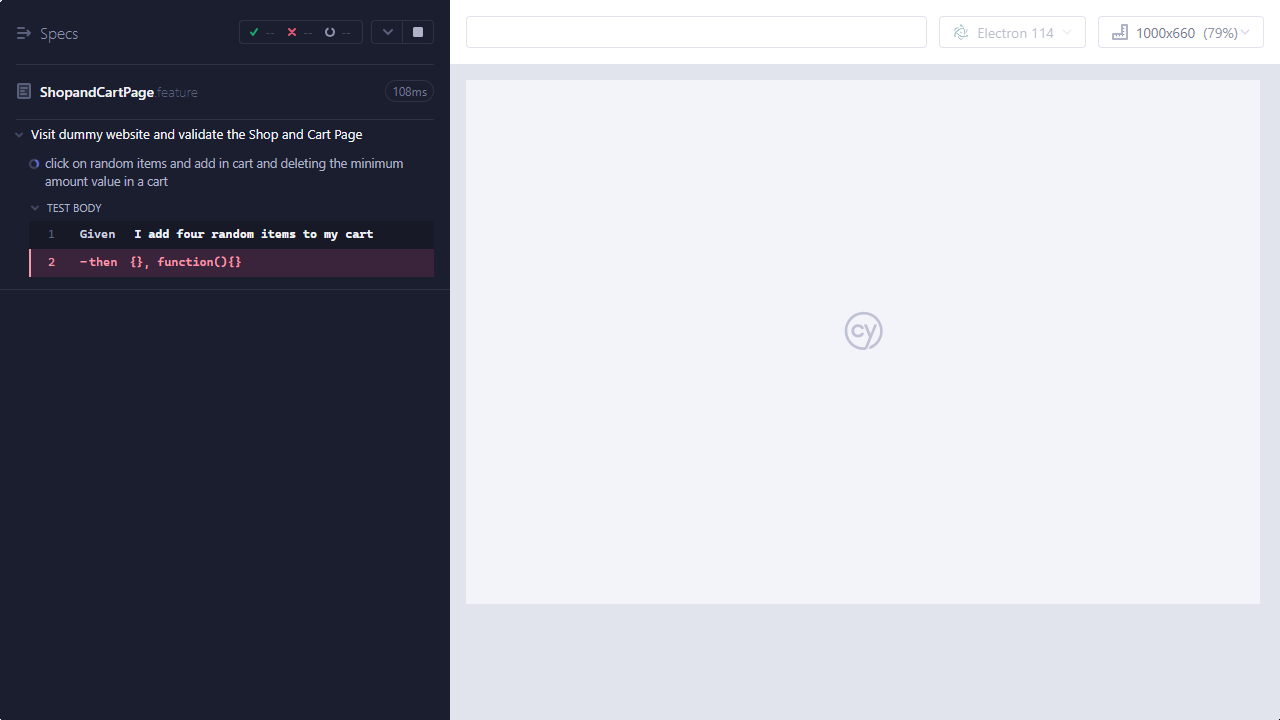 Specs
-- -- --
ShopandCartPage.feature 108ms
Visit dummy website and validate the Shop and Cart Page
click on random items and add in cart and deleting the minimum
amount value in a cart
TEST BODY
1 Given I add four random items to my cart
2 -then {}, function(){}
Electron 114
1000x660 (79%)
cy